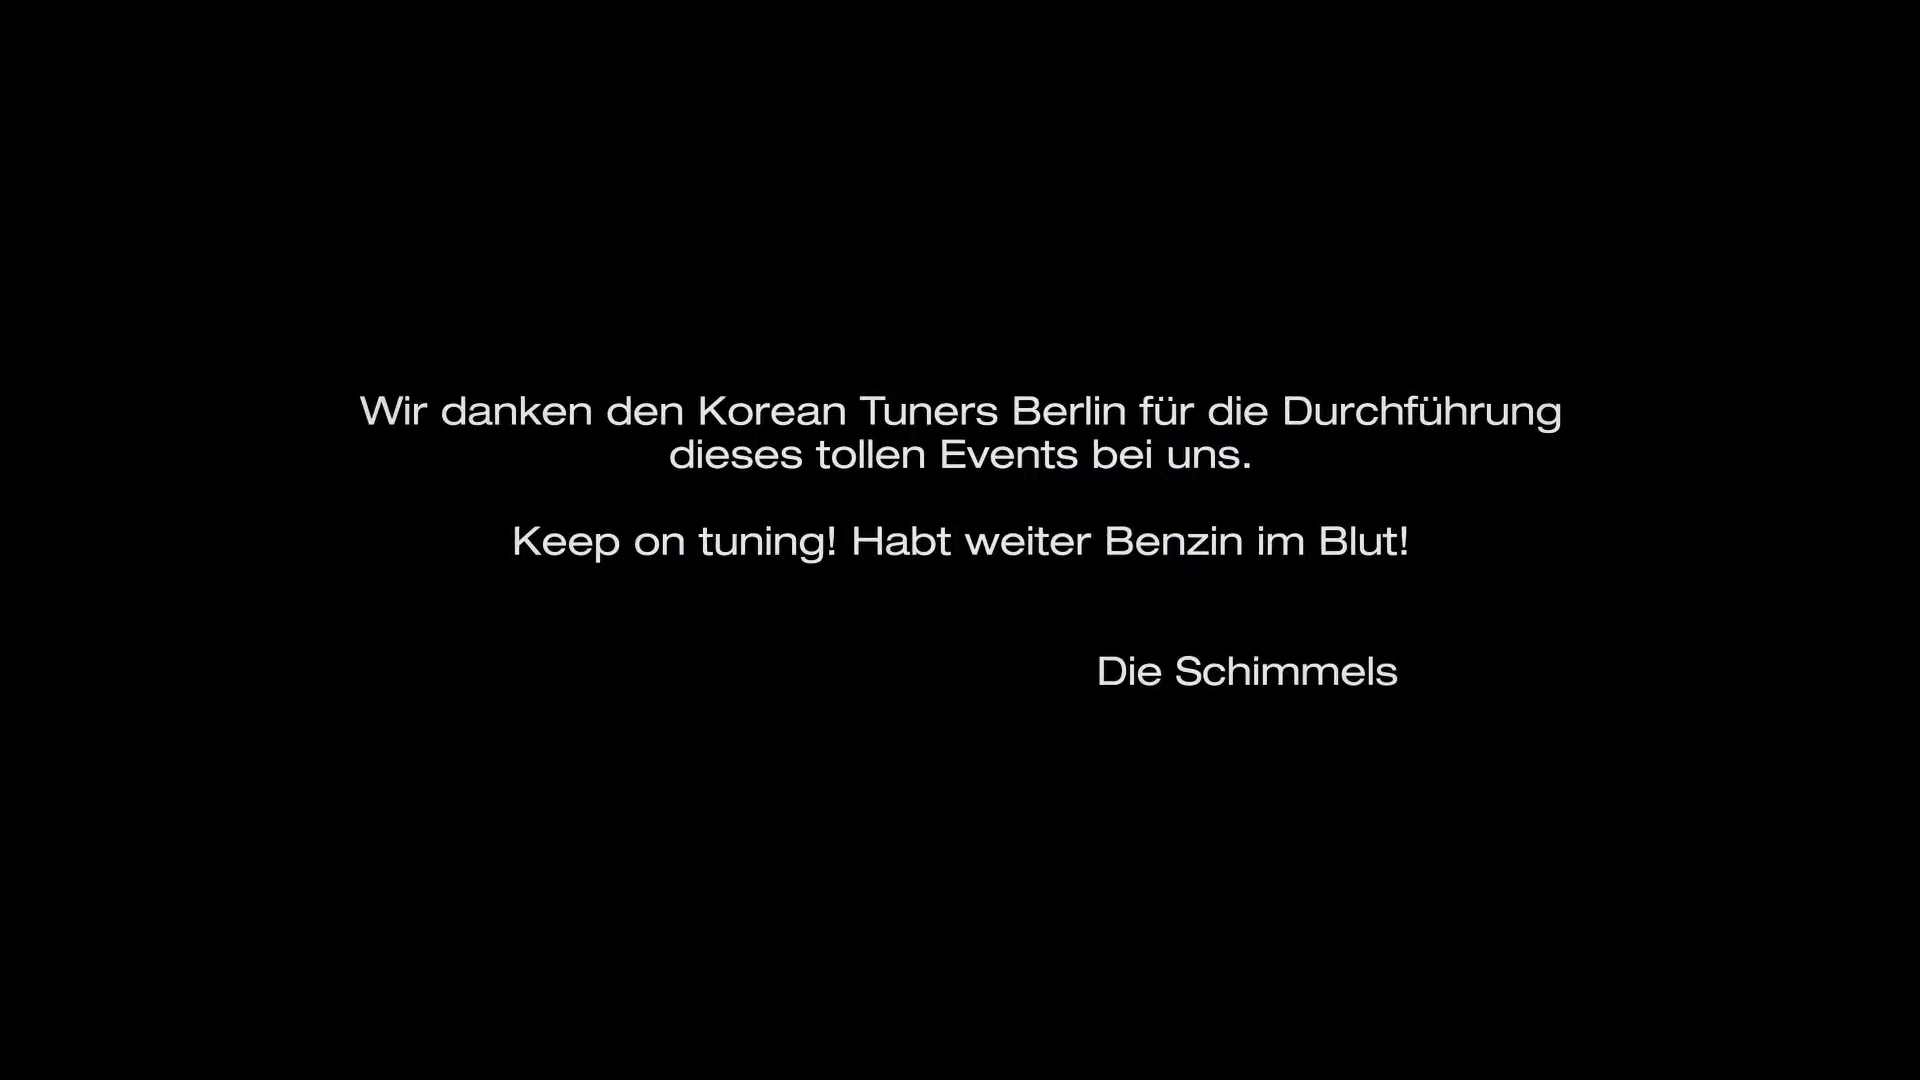 Wir danken den Korean Tuners Berlin für die Durchführung
dieses tollen Events bei uns.
Keep on tuning! Habt weiter Benzin im Blut!
Die Schimmels